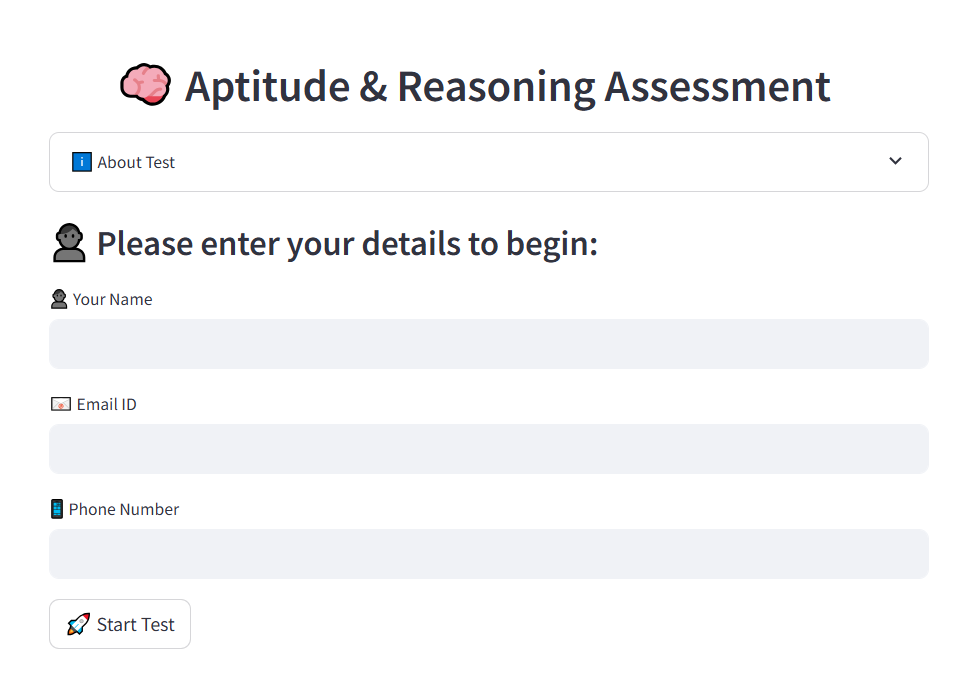 Aptitude & Reasoning Assessment
i About Test
Please enter your details to begin:
Your Name
Email ID
Phone Number
Start Test